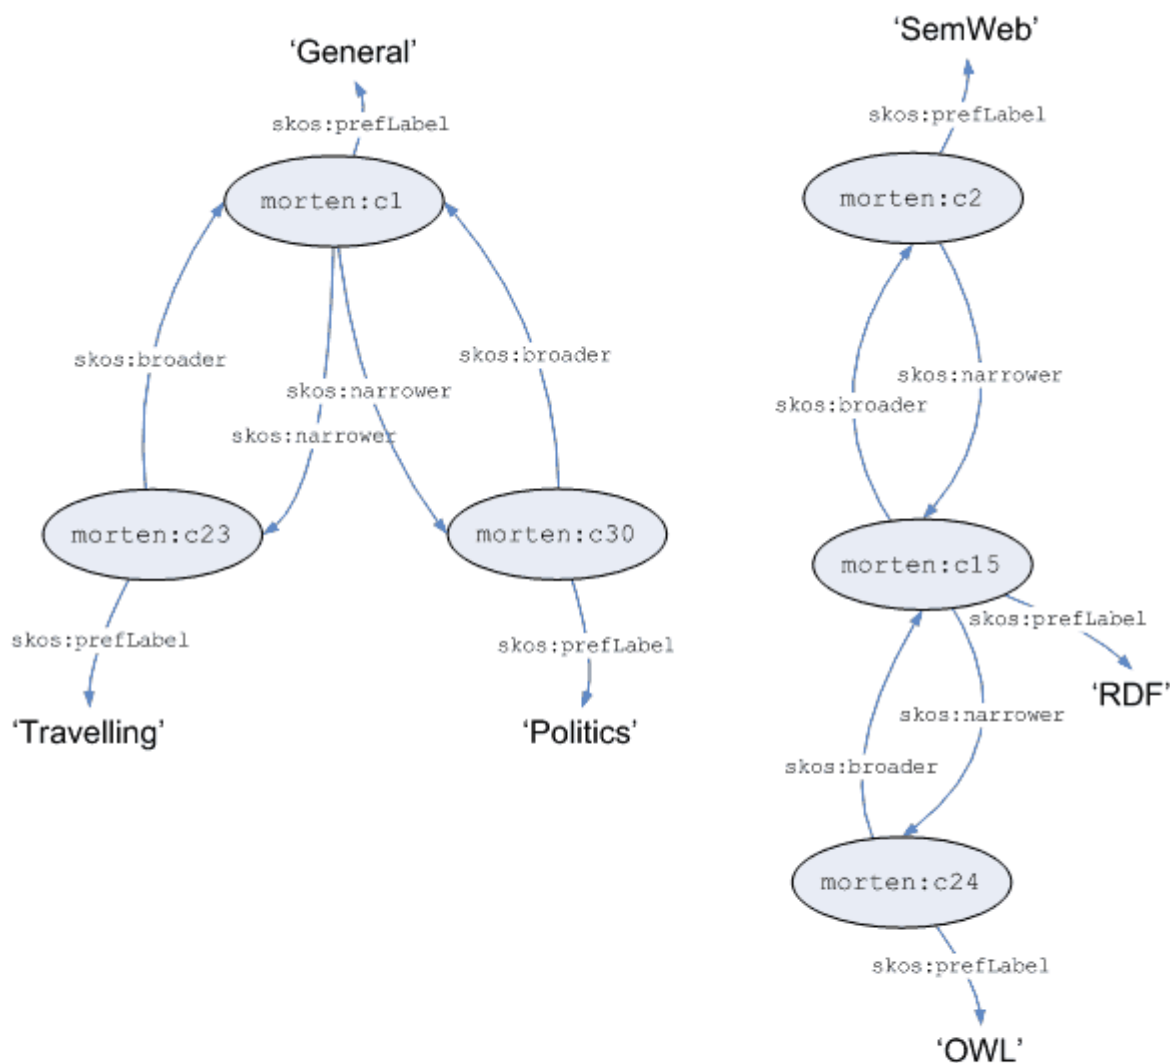 ‘General’
skos:prefLabel
morten:c1
skos:broader
skos:broader
skos:narrower
skos:narrower
morten:c23
morten:c30
skos:prefLabel
skos:prefLabel
‘Travelling’
‘Politics’
‘SemWeb’
skos:prefLabel
morten:c2
skos:narrower
skos:broader
morten:c15
skos:prefLabel
‘RDF’
skos:narrower
skos:broader
morten:c24
skos:prefLabel
‘OWL’